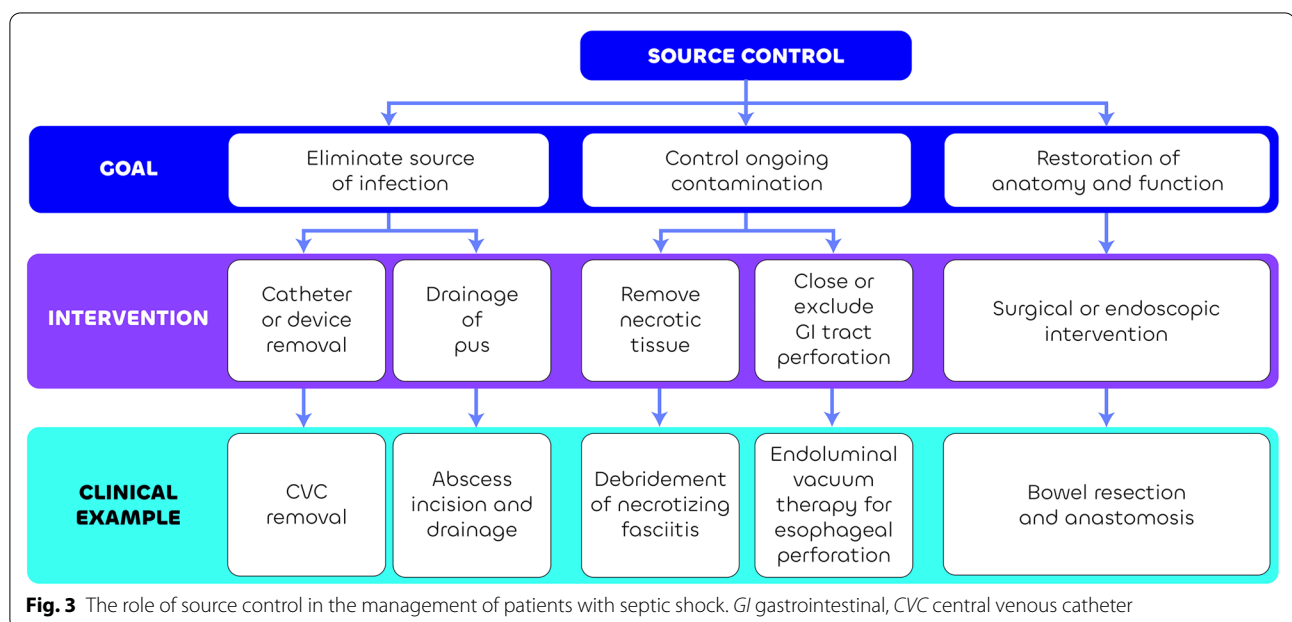 SOURCE CONTROL
GOAL
Eliminate source
of infection
Control ongoing
contamination
Restoration of
anatomy and function
INTERVENTION
Catheter
or device
removal
Drainage
of
pus
Remove
necrotic
tissue
Close or
exclude
GI tract
perforation
Surgical or endoscopic
intervention
CLINICAL
EXAMPLE
CVC
removal
Abscess
incision and
drainage
Debridement
of necrotizing
fasciitis
Endoluminal
vacuum
therapy for
esophageal
perforation
Bowel resection
and anastomosis
Fig. 3 The role of source control in the management of patients with septic shock. GI gastrointestinal, CVC central venous catheter